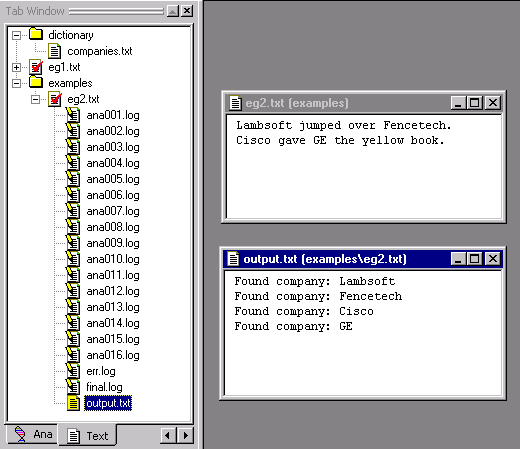 Tab Window
dictionary
companies.txt
eg1.txt
examples
eg2.txt
ana001.log
ana002.log
ana003.log
ana004.log
ana005.log
ana006.log
ana007.log
ana008.log
ana009.log
ana010.log
ana011.log
ana012.log
ana013.log
ana014.log
ana015.log
ana016.log
err.log
final.log
output.txt
Ana
Text
eg2.txt (examples)
Lambsoft jumped over Fencetech.
Cisco gave GE the yellow book.
output.txt (examples\eg2.txt)
Found company: Lambsoft
Found company: Fencetech
Found company: Cisco
Found company: GE